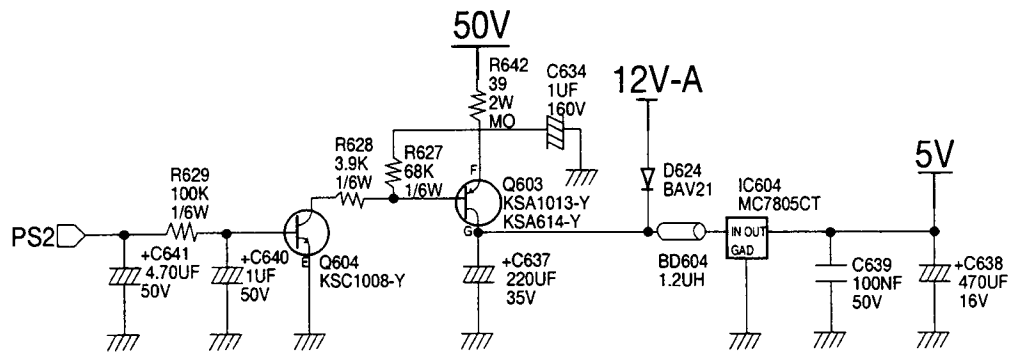 50V
R642
39
2W
MO
C634
1UF
160V
12V-A
R628
3.9K
1/6W
R627
68K
1/6W
F
Q603
KSA1013-Y
KSA614-Y
G
D624
BAV21
IC604
MC7805CT
IN OUT
GAD
5V
R629
100K
1/6W
PS2
+C641
4.70UF
50V
+C640
1UF
50V
E
Q604
KSC1008-Y
+C637
220UF
35V
BD604
1.2UH
C639
100NF
50V
+C638
470UF
16V